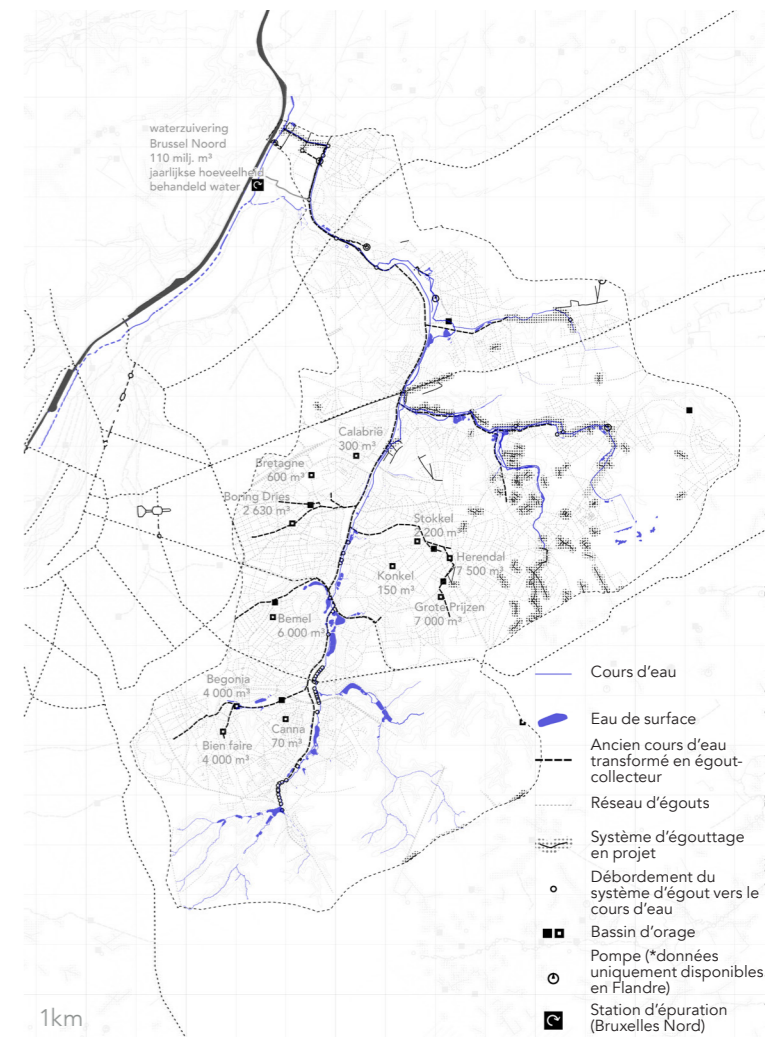 waterzuivering
Brussel Noord
110 milj. m³
jaarlijkse hoeveelheid
behandeld water
Calabrië
300 m³
Bretagne
600 m³
Boring Dries
2 630 m³
Stokkel
2 200 m³
Herendal
7 500 m³
Konkel
150 m³
Grote Prijzen
7 000 m³
Bemel
6 000 m³
Begonia
4 000 m³
Canna
70 m³
Bien faire
4 000 m³
Cours d'eau
Eau de surface
Ancien cours d'eau
transformé en égout-
collecteur
Réseau d'égouts
Système d'égouttage
en projet
Débordement du
système d'égout vers le
cours d'eau
Bassin d'orage
Pompe (*données
uniquement disponibles
en Flandre)
Station d'épuration
(Bruxelles Nord)
1km